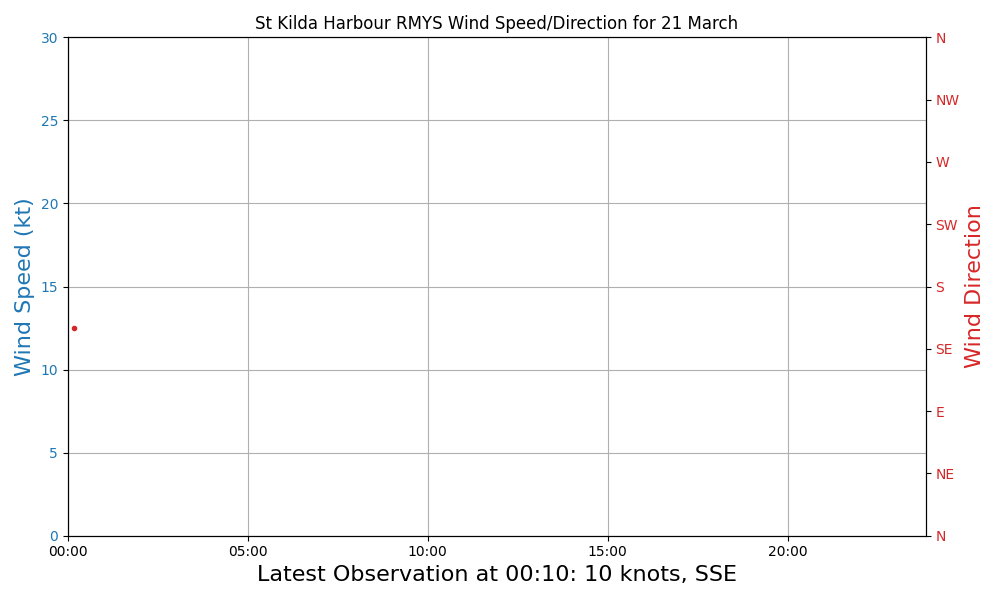 St Kilda Harbour RMYS Wind Speed/Direction for 21 March
30
25
20
15
10
5
0
Wind Speed (kt)
N
NW
W
SW
S
SE
E
NE
N
Wind Direction
00:00
05:00
10:00
15:00
20:00
Latest Observation at 00:10: 10 knots, SSE